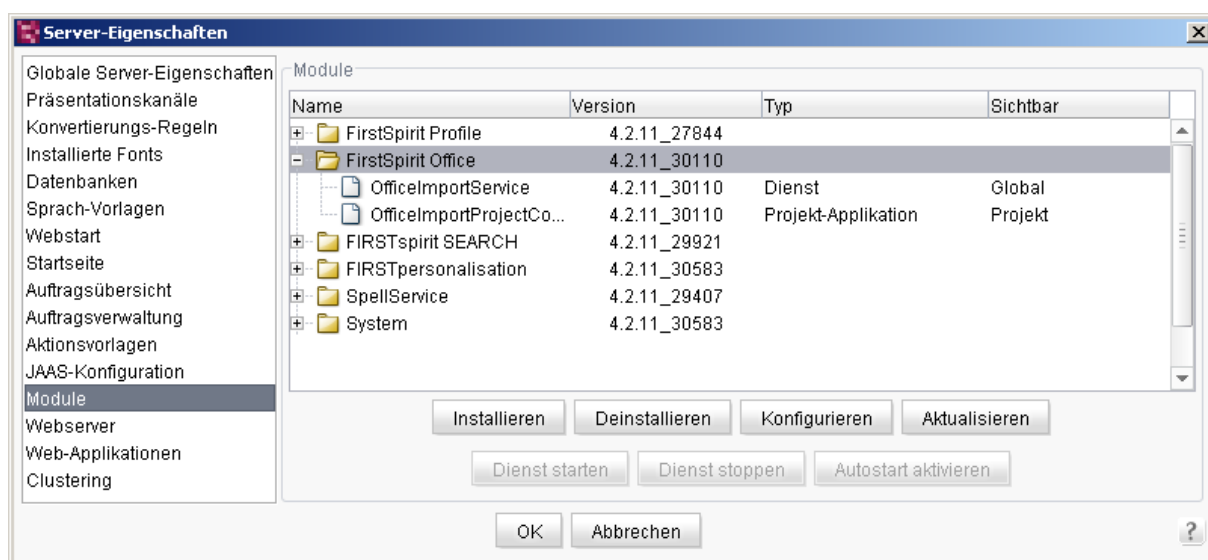 Server-Eigenschaften
Globale Server-Eigenschaften
Präsentationskanäle
Konvertierungs-Regeln
Installierte Fonts
Datenbanken
Sprach-Vorlagen
Webstart
Startseite
Auftragsübersicht
Auftragsverwaltung
Aktionsvorlagen
JAAS-Konfiguration
Module
Webserver
Web-Applikationen
Clustering
Module
Name Version Typ Sichtbar
FirstSpirit Profile 4.2.11_27844
FirstSpirit Office 4.2.11_30110
OfficeImportService 4.2.11_30110 Dienst Global
OfficeImportProjectCo... 4.2.11_30110 Projekt-Applikation Projekt
FIRSTspirit SEARCH 4.2.11_29921
FIRSTpersonalisation 4.2.11_30583
SpellService 4.2.11_29407
System 4.2.11_30583
Installieren Deinstallieren Konfigurieren Aktualisieren
Dienst starten Dienst stoppen Autostart aktivieren
OK Abbrechen ?